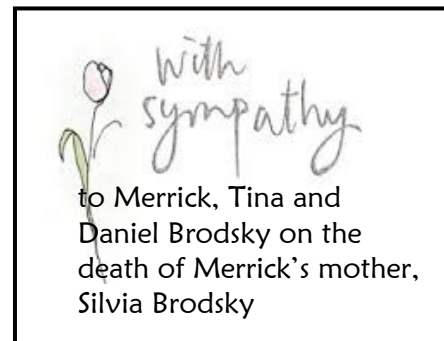 with
sympathy
to Merrick, Tina and
Daniel Brodsky on the
death of Merrick’s mother,
Silvia Brodsky